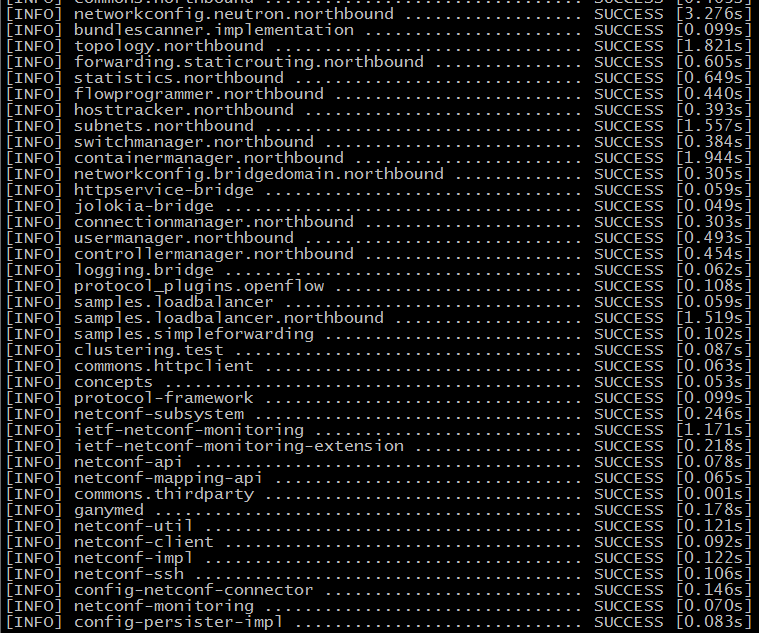 [INFO] networkconfig.neutron.northbound ................... SUCCESS [3.276s]
[INFO] bundlescanner.implementation ....................... SUCCESS [0.099s]
[INFO] topology.northbound ................................ SUCCESS [1.821s]
[INFO] forwarding.staticrouting.northbound ................ SUCCESS [0.605s]
[INFO] statistics.northbound .............................. SUCCESS [0.649s]
[INFO] flowprogrammer.northbound .......................... SUCCESS [0.440s]
[INFO] hosttracker.northbound ............................. SUCCESS [0.393s]
[INFO] subnets.northbound ................................. SUCCESS [1.557s]
[INFO] switchmanager.northbound ........................... SUCCESS [0.384s]
[INFO] containermanager.northbound ........................ SUCCESS [1.944s]
[INFO] networkconfig.bridgedomain.northbound .............. SUCCESS [0.305s]
[INFO] httpservice-bridge ................................. SUCCESS [0.059s]
[INFO] jolokia-bridge ..................................... SUCCESS [0.049s]
[INFO] connectionmanager.northbound ....................... SUCCESS [0.303s]
[INFO] usermanager.northbound ............................. SUCCESS [0.493s]
[INFO] controllermanager.northbound ....................... SUCCESS [0.454s]
[INFO] logging.bridge ..................................... SUCCESS [0.062s]
[INFO] protocol_plugins.openflow .......................... SUCCESS [0.108s]
[INFO] samples.loadbalancer ............................... SUCCESS [0.059s]
[INFO] samples.loadbalancer.northbound .................... SUCCESS [1.519s]
[INFO] samples.simpleforwarding ........................... SUCCESS [0.102s]
[INFO] clustering.test .................................... SUCCESS [0.087s]
[INFO] commons.httpclient ................................. SUCCESS [0.063s]
[INFO] concepts ........................................... SUCCESS [0.053s]
[INFO] protocol-framework ................................. SUCCESS [0.099s]
[INFO] netconf-subsystem .................................. SUCCESS [0.246s]
[INFO] ietf-netconf-monitoring ............................ SUCCESS [1.171s]
[INFO] ietf-netconf-monitoring-extension .................. SUCCESS [0.218s]
[INFO] netconf-api ........................................ SUCCESS [0.078s]
[INFO] netconf-mapping-api ................................ SUCCESS [0.065s]
[INFO] commons.thirdparty ................................. SUCCESS [0.001s]
[INFO] ganymed ............................................ SUCCESS [0.178s]
[INFO] netconf-util ....................................... SUCCESS [0.121s]
[INFO] netconf-client ..................................... SUCCESS [0.092s]
[INFO] netconf-impl ....................................... SUCCESS [0.122s]
[INFO] netconf-ssh ........................................ SUCCESS [0.106s]
[INFO] config-netconf-connector ........................... SUCCESS [0.146s]
[INFO] netconf-monitoring ................................. SUCCESS [0.070s]
[INFO] config-persister-impl .............................. SUCCESS [0.083s]